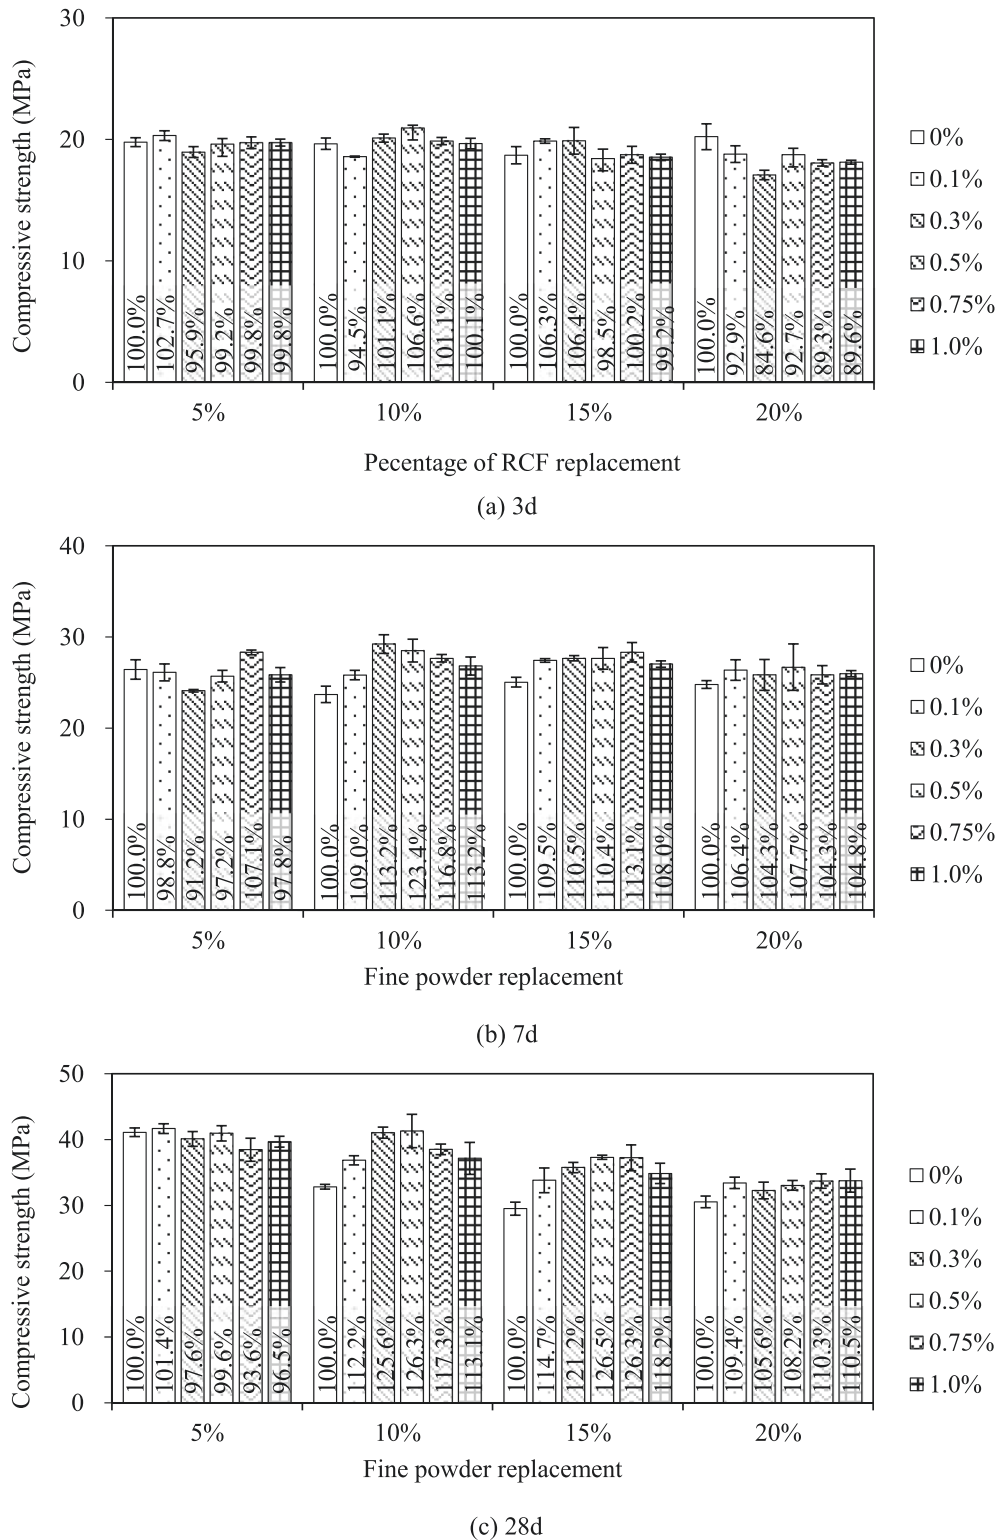 30
20
10
0
Compressive strength (MPa)
100.0% 102.7% 95.9% 99.2% 99.8% 99.8%
100.0% 94.5% 101.1% 106.6% 101.1% 100.1%
100.0% 106.3% 106.4% 98.5% 100.2% 99.2%
100.0% 92.9% 84.6% 92.7% 89.3% 89.6%
5% 10% 15% 20%
Pecentage of RCF replacement
0%
0.1%
0.3%
0.5%
0.75%
1.0%
(a) 3d
40
30
20
10
0
Compressive strength (MPa)
100.0% 98.8% 91.2% 97.2% 107.1% 97.8%
100.0% 109.0% 113.2% 123.4% 116.8% 113.2%
100.0% 109.5% 110.5% 110.4% 113.1% 108.0%
100.0% 106.4% 104.3% 107.7% 104.3% 104.8%
5% 10% 15% 20%
Fine powder replacement
0%
0.1%
0.3%
0.5%
0.75%
1.0%
(b) 7d
50
40
30
20
10
0
Compressive strength (MPa)
100.0% 101.4% 97.6% 99.6% 93.6% 96.5%
100.0% 112.2% 125.6% 126.3% 117.3% 113.1%
100.0% 114.7% 121.2% 126.5% 126.3% 118.2%
100.0% 109.4% 105.6% 108.2% 110.3% 110.5%
5% 10% 15% 20%
Fine powder replacement
0%
0.1%
0.3%
0.5%
0.75%
1.0%
(c) 28d